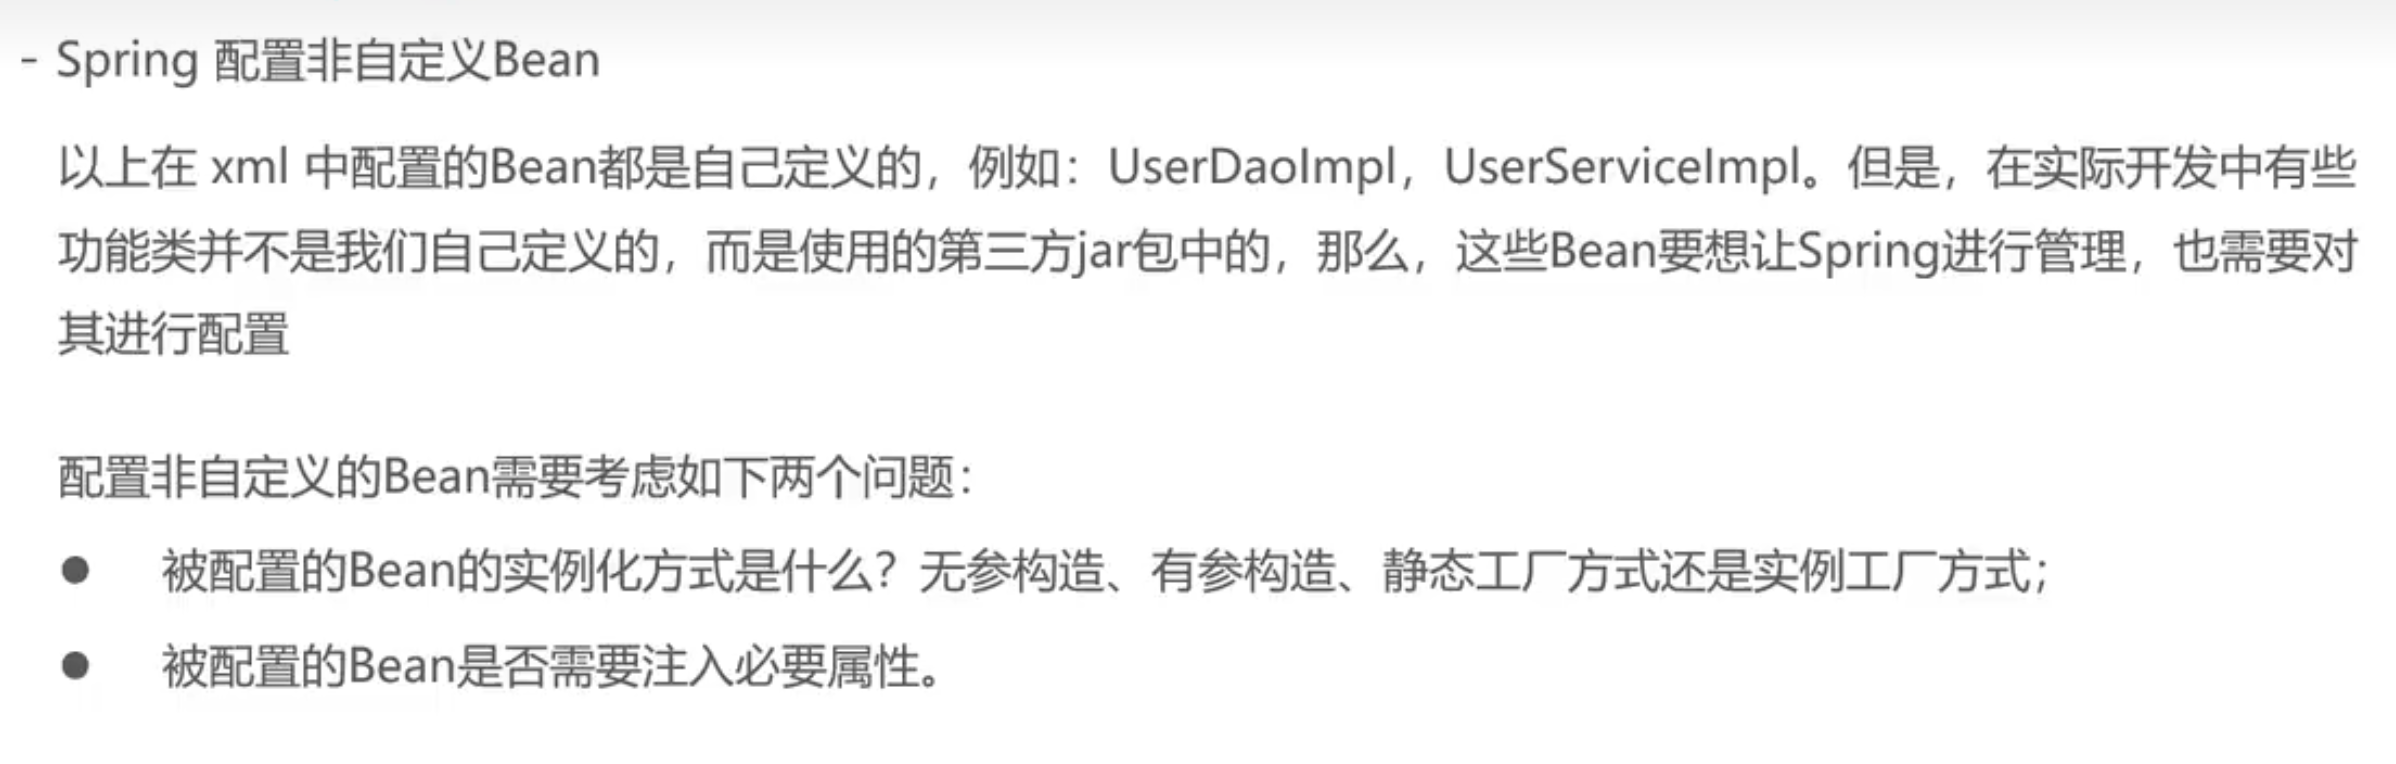 - Spring 配置非自定义Bean
以上在 xml 中配置的Bean都是自己定义的，例如：UserDaoImpl，UserServiceImpl。但是，在实际开发中有些
功能类并不是我们自己定义的，而是使用的第三方jar包中的，那么，这些Bean要想让Spring进行管理，也需要对
其进行配置
配置非自定义的Bean需要考虑如下两个问题：
● 被配置的Bean的实例化方式是什么？无参构造、有参构造、静态工厂方式还是实例工厂方式；
● 被配置的Bean是否需要注入必要属性。